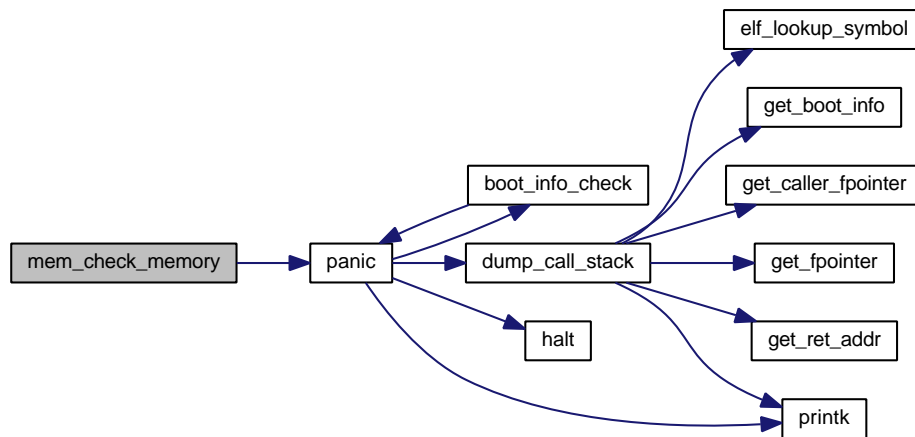 elf_lookup_symbol
get_boot_info
boot_info_check
get_caller_fpointer
mem_check_memory
panic
dump_call_stack
get_fpointer
halt
get_ret_addr
printk